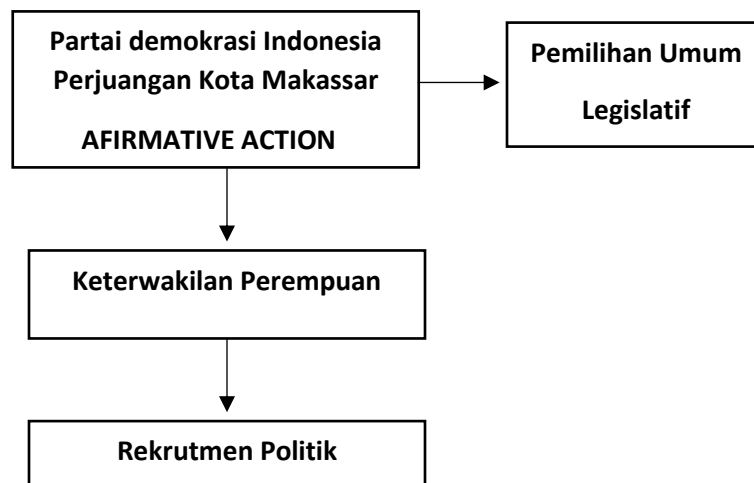 Partai demokrasi Indonesia
Perjuangan Kota Makassar
AFIRMATIVE ACTION
Pemilihan Umum
Legislatif
Keterwakilan Perempuan
Rekrutmen Politik